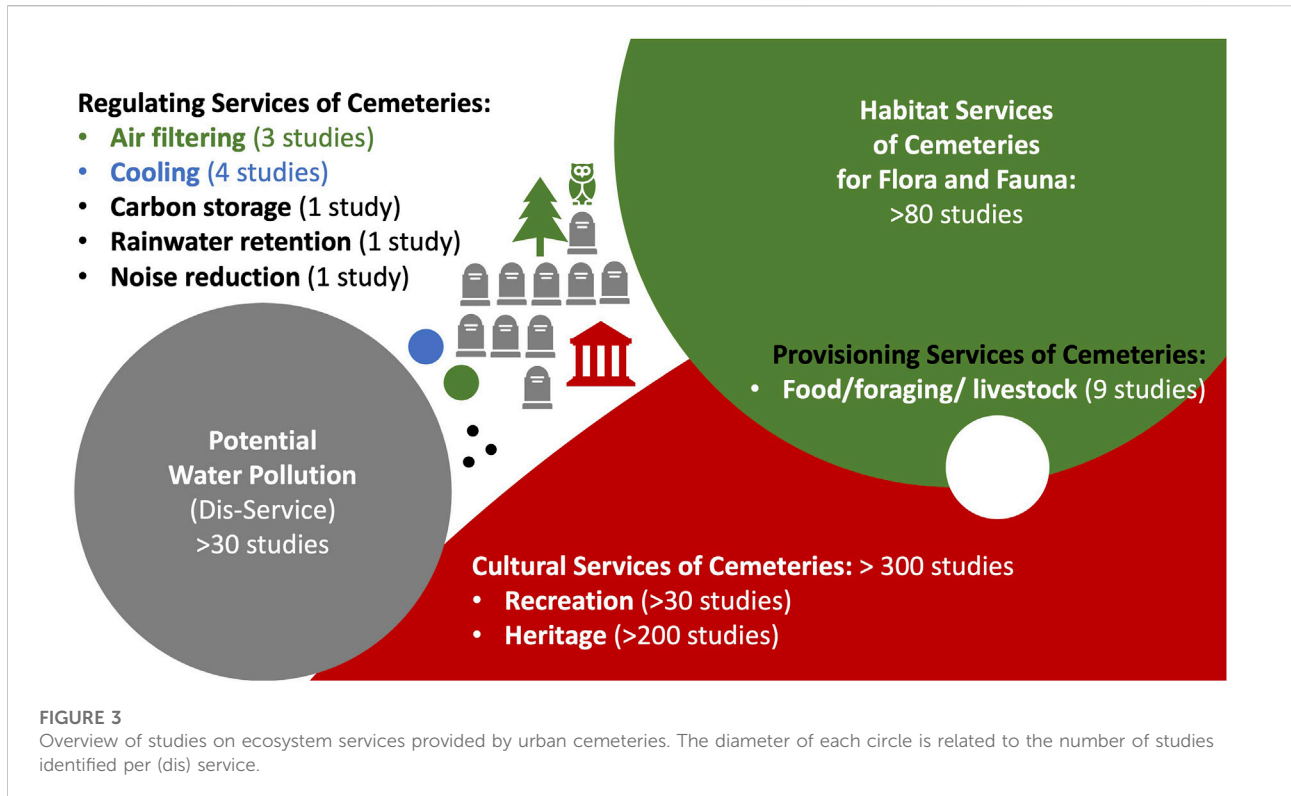 Regulating Services of Cemeteries:
• Air filtering (3 studies)
• Cooling (4 studies)
• Carbon storage (1 study)
• Rainwater retention (1 study)
• Noise reduction (1 study)
Habitat Services
of Cemeteries
for Flora and Fauna:
>80 studies
Provisioning Services of Cemeteries:
• Food/foraging/ livestock (9 studies)
Potential
Water Pollution
(Dis-Service)
>30 studies
Cultural Services of Cemeteries: > 300 studies
• Recreation (>30 studies)
• Heritage (>200 studies)
FIGURE 3
Overview of studies on ecosystem services provided by urban cemeteries. The diameter of each circle is related to the number of studies
identified per (dis) service.